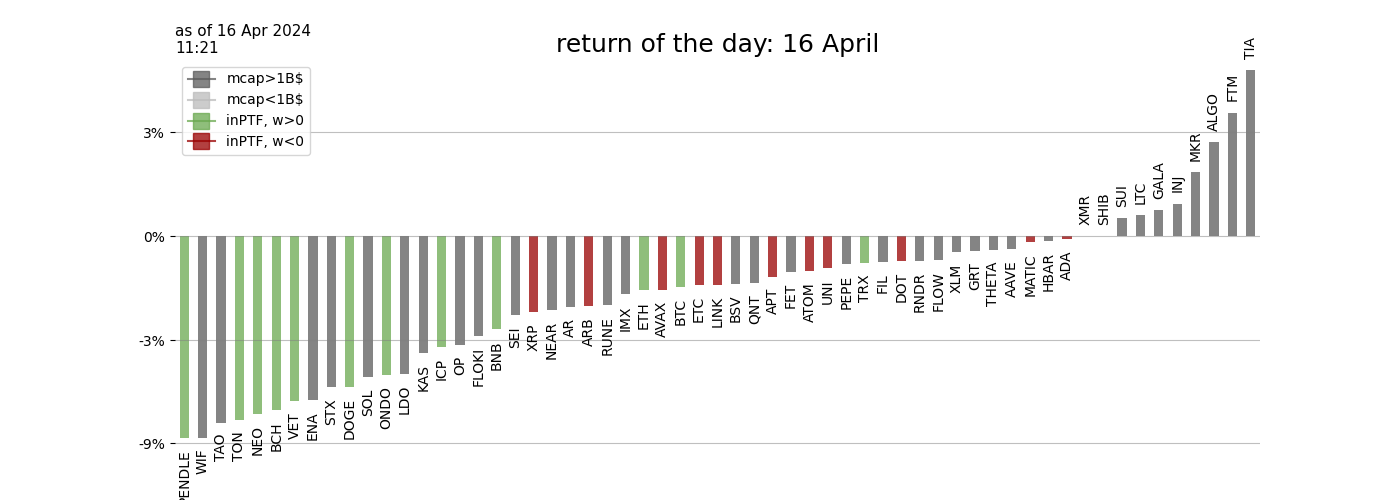 as of 16 Apr 2024
11:21
return of the day: 16 April
mcap>1B$
mcap<1B$
inPTF, w>0
inPTF, w<0
3%
0%
-3%
-9%
PENDLE
WIF
TAO
TON
NEO
BCH
VET
ENA
STX
DOGE
SOL
ONDO
LDO
KAS
ICP
OP
FLOKI
BNB
SEI
XRP
NEAR
AR
ARB
RUNE
IMX
ETH
AVAX
BTC
ETC
LINK
BSV
QNT
APT
FET
ATOM
UNI
PEPE
TRX
FIL
DOT
RNDR
FLOW
XLM
GRT
THETA
AAVE
MATIC
HBAR
ADA
XMR
SHIB
SUI
LTC
GALA
INJ
MKR
ALGO
FTM
TIA